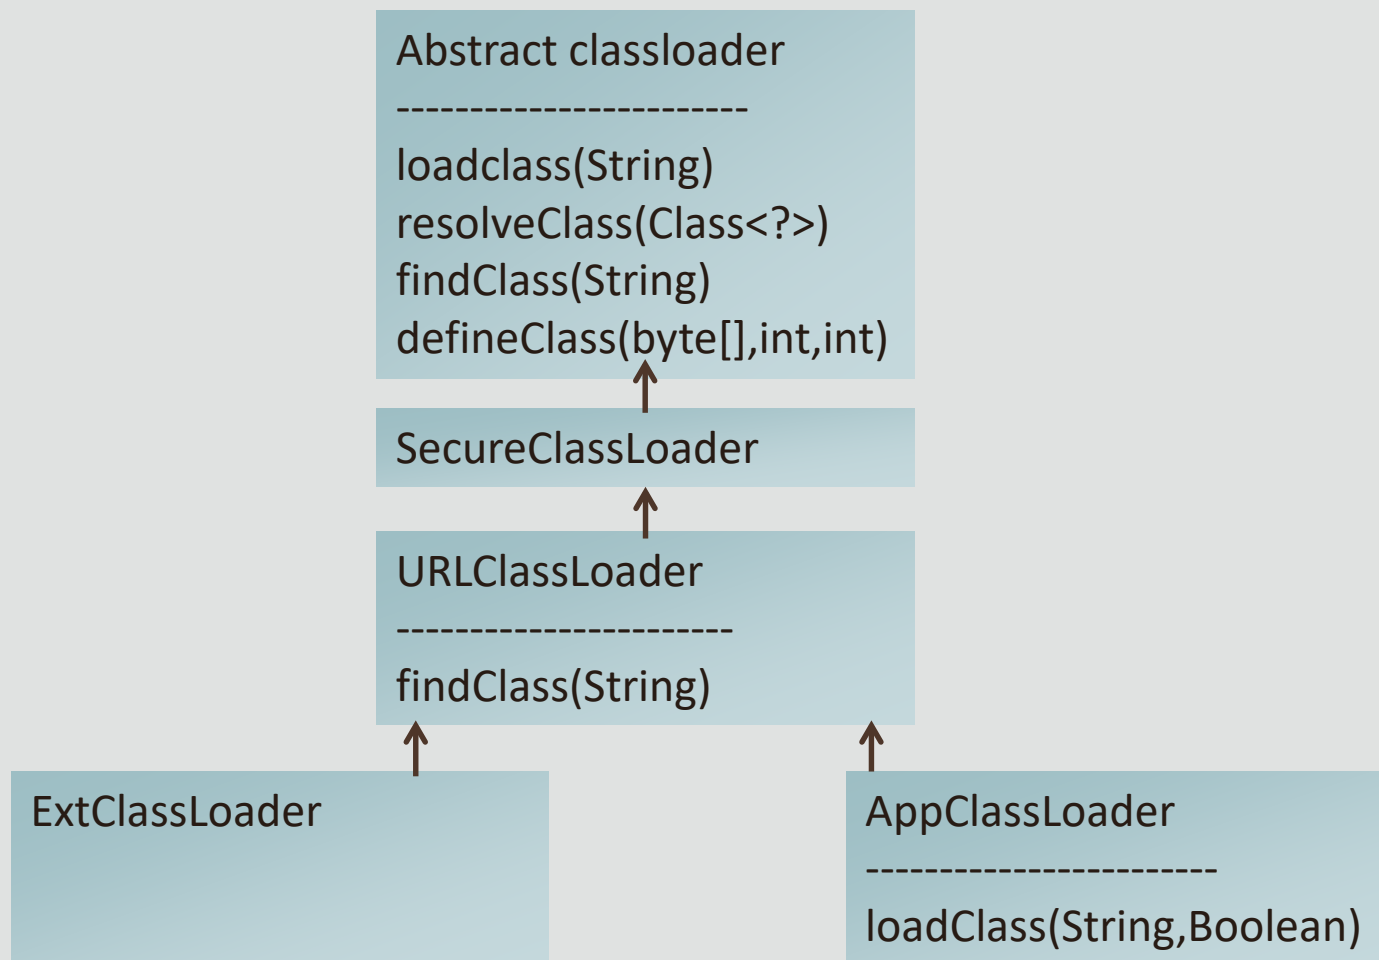 Abstract classloader
------------------------
loadclass(String)
resolveClass(Class<?>)
findClass(String)
defineClass(byte[],int,int)
SecureClassLoader
URLClassLoader
-----------------------
findClass(String)
ExtClassLoader
AppClassLoader
------------------------
loadClass(String,Boolean)